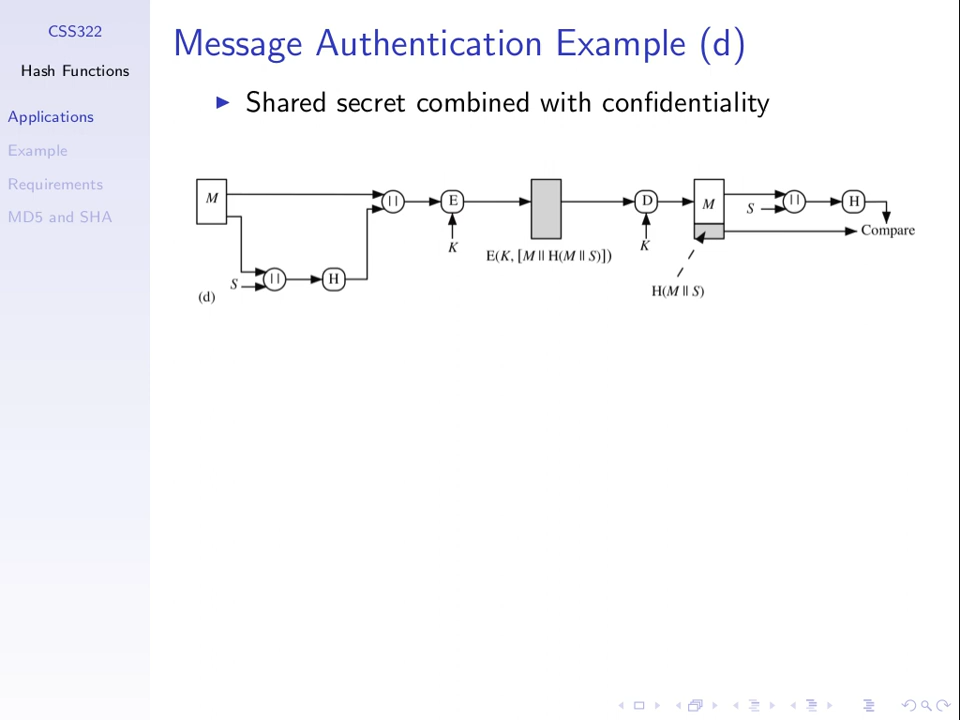 CSS322
Hash Functions
Applications
Example
Requirements
MD5 and SHA
Message Authentication Example (d)
► Shared secret combined with confidentiality
M
||
E
K
E(K, [M || H(M || S)])
D
K
M
S
||
H
Compare
H(M || S)
S
||
H
(d)